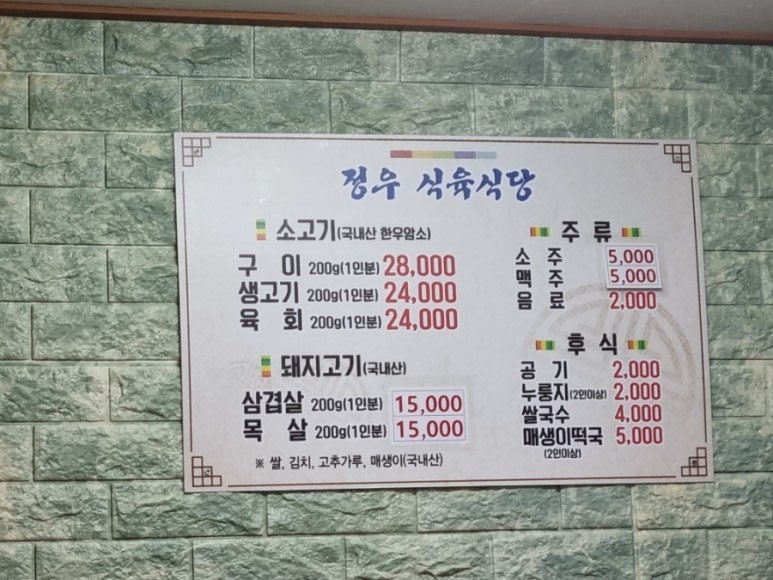 정우 식육식당
소고기(국내산 한우암소)
구 이 200g(1인분) 28,000
생고기 200g(1인분) 24,000
육 회 200g(1인분) 24,000
돼지고기(국내산)
삼겹살 200g(1인분) 15,000
목 살 200g(1인분) 15,000
※ 쌀, 김치, 고추가루, 매생이(국내산)
주 류
소 주 5,000
맥 주 5,000
음 료 2,000
후 식
공 기 2,000
누룽지(2인이상) 2,000
쌀국수 4,000
매생이떡국 5,000
(2인이상)